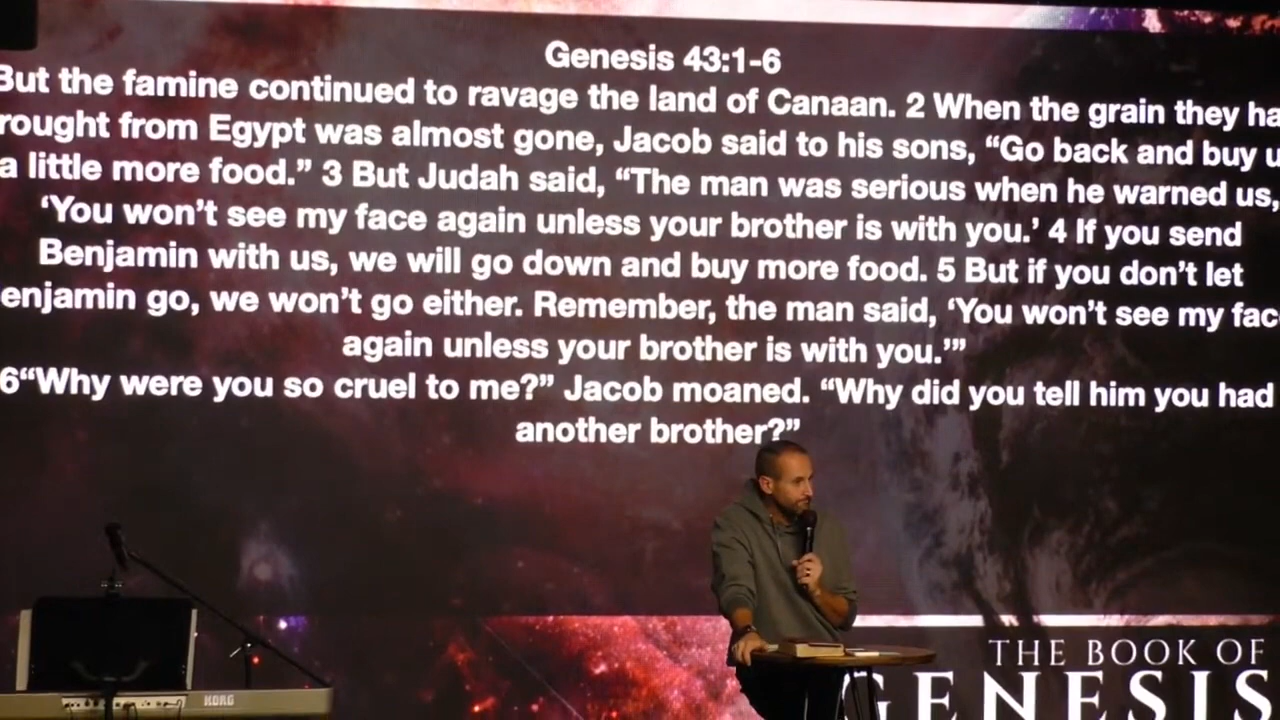 Genesis 43:1-6
But the famine continued to ravage the land of Canaan. 2 When the grain they ha
rought from Egypt was almost gone, Jacob said to his sons, “Go back and buy u
a little more food.” 3 But Judah said, “The man was serious when he warned us,
‘You won’t see my face again unless your brother is with you.’ 4 If you send
Benjamin with us, we will go down and buy more food. 5 But if you don’t let
enjamin go, we won’t go either. Remember, the man said, ‘You won’t see my fac
again unless your brother is with you.’”
6“Why were you so cruel to me?” Jacob moaned. “Why did you tell him you had
another brother?”
THE BOOK OF
GENESIS
KORG